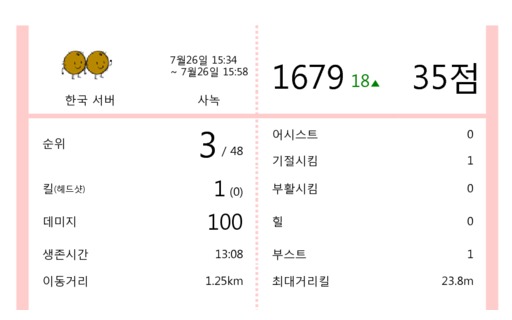 7월26일 15:34
~ 7월26일 15:58
한국 서버
사녹
1679 18▲
35점
순위 3 / 48
킬(헤드샷) 1 (0)
데미지 100
생존시간 13:08
이동거리 1.25km
어시스트 0
기절시킴 1
부활시킴 0
힐 0
부스트 1
최대거리킬 23.8m